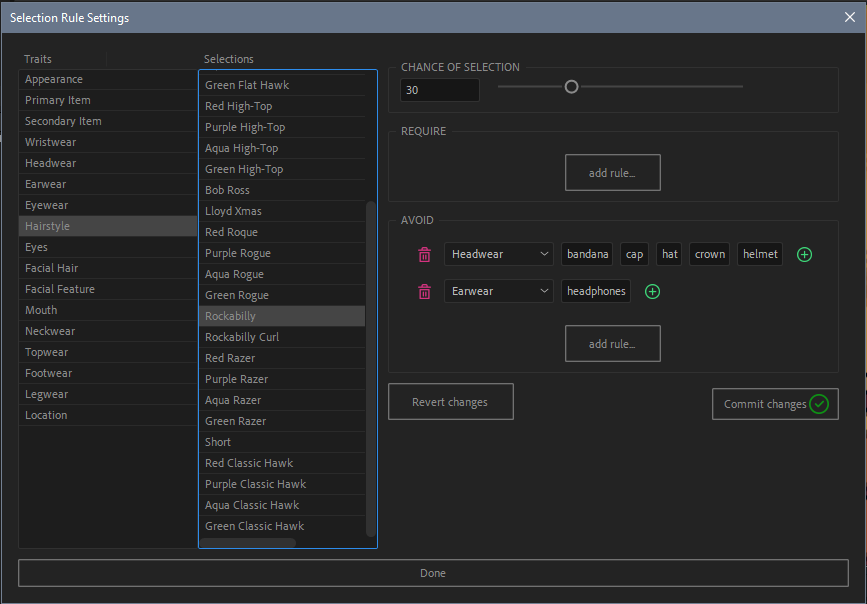 Selection Rule Settings
Traits
Appearance
Primary Item
Secondary Item
Wristwear
Headwear
Earwear
Eyewear
Hairstyle
Eyes
Facial Hair
Facial Feature
Mouth
Neckwear
Topwear
Footwear
Legwear
Location
Selections
Green Flat Hawk
Red High-Top
Purple High-Top
Aqua High-Top
Green High-Top
Bob Ross
Lloyd Xmas
Red Roque
Purple Rogue
Aqua Rogue
Green Rogue
Rockabilly
Rockabilly Curl
Red Razer
Purple Razer
Aqua Razer
Green Razer
Short
Red Classic Hawk
Purple Classic Hawk
Aqua Classic Hawk
Green Classic Hawk
CHANCE OF SELECTION
30
REQUIRE
add rule...
AVOID
Headwear bandana cap hat crown helmet
Earwear headphones
add rule...
Revert changes
Commit changes
Done